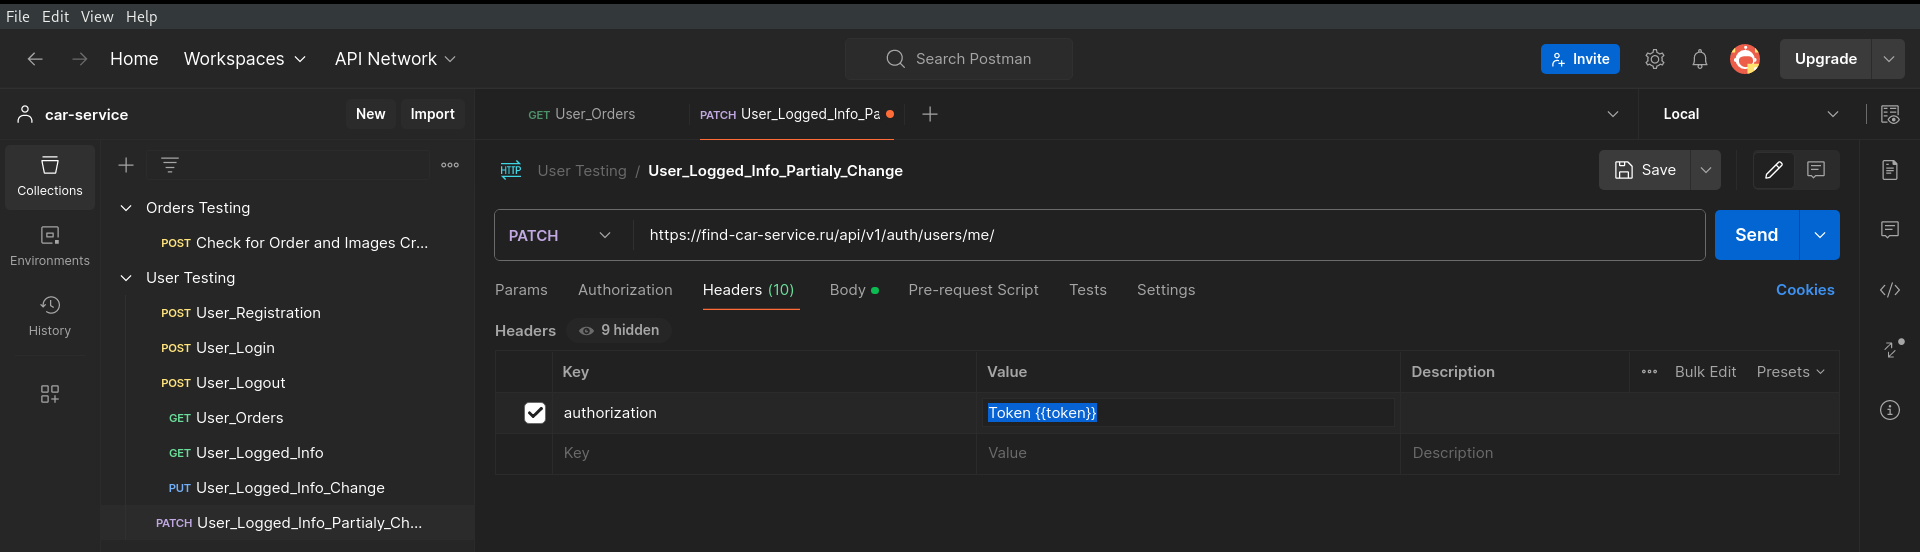 File Edit View Help
Home Workspaces API Network Search Postman Invite Upgrade
car-service New Import
GET User_Orders PATCH User_Logged_Info_Pa Local
Collections
Environments
History
Orders Testing
POST Check for Order and Images Cr...
User Testing
POST User_Registration
POST User_Login
POST User_Logout
GET User_Orders
GET User_Logged_Info
PUT User_Logged_Info_Change
PATCH User_Logged_Info_Partialy_Ch...
HTTP User Testing / User_Logged_Info_Partialy_Change Save
PATCH https://find-car-service.ru/api/v1/auth/users/me/ Send
Params Authorization Headers (10) Body Pre-request Script Tests Settings Cookies
Headers 9 hidden
Key Value Description Bulk Edit Presets
authorization Token {{token}}
Key Value Description